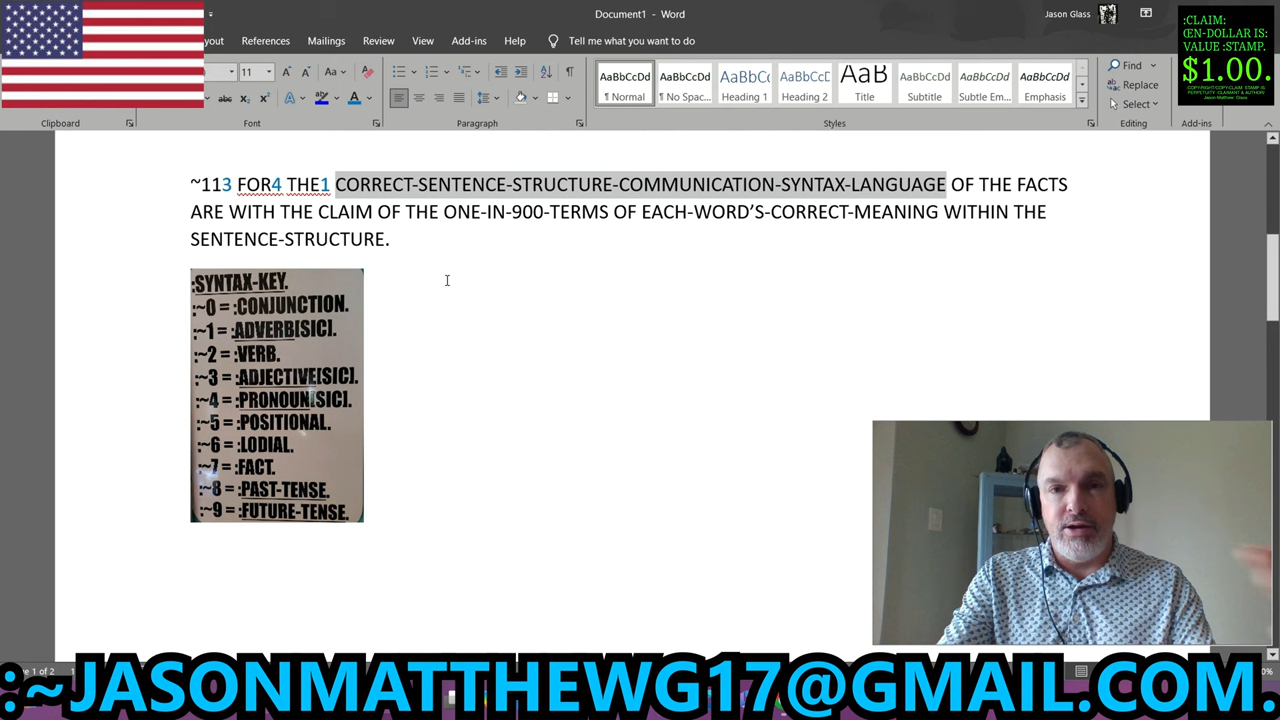 Document1 - Word
Jason Glass
:CLAIM:
ŒN-DOLLAR IS:
VALUE :STAMP.
$1.00.
yout
References
Mailings
Review
View
Add-ins
Help
Tell me what you want to do
11
Aa
AaBbCcDd
AaBbCcDd
AaBbCc
AaBbCcD
AaB
AaBbCcD
AaBbCcDd
AaBbCcDd
¶ Normal
¶ No Spac...
Heading 1
Heading 2
Title
Subtitle
Subtle Em...
Emphasis
Find
Replace
Select
Clipboard
Font
Paragraph
Styles
Editing
Add-ins
~113 FOR4 THE1 CORRECT-SENTENCE-STRUCTURE-COMMUNICATION-SYNTAX-LANGUAGE OF THE FACTS
ARE WITH THE CLAIM OF THE ONE-IN-900-TERMS OF EACH-WORD’S-CORRECT-MEANING WITHIN THE
SENTENCE-STRUCTURE.
:SYNTAX-KEY.
:~0 = :CONJUNCTION.
:~1 = :ADVERB[SIC].
:~2 = :VERB.
:~3 = :ADJECTIVE[SIC].
:~4 = :PRONOUN[SIC].
:~5 = :POSITIONAL.
:~6 = :LODIAL.
:~7 = :FACT.
:~8 = :PAST-TENSE.
:~9 = :FUTURE-TENSE.
1 of 2
:~JASONMATTHEWG17@GMAIL.COM.